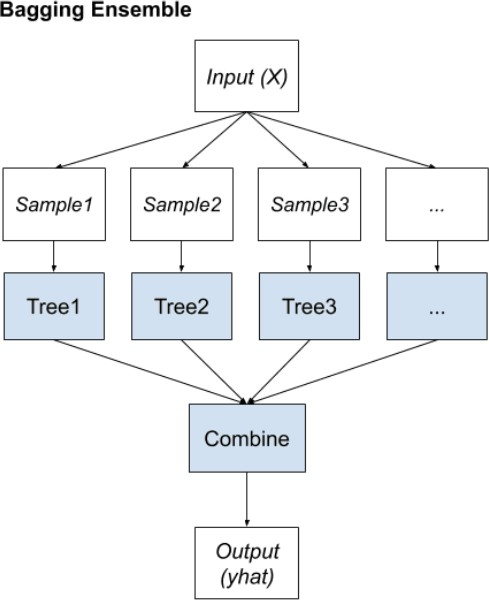 Bagging Ensemble
Input (X)
Sample1
Sample2
Sample3
...
Tree1
Tree2
Tree3
...
Combine
Output
(yhat)